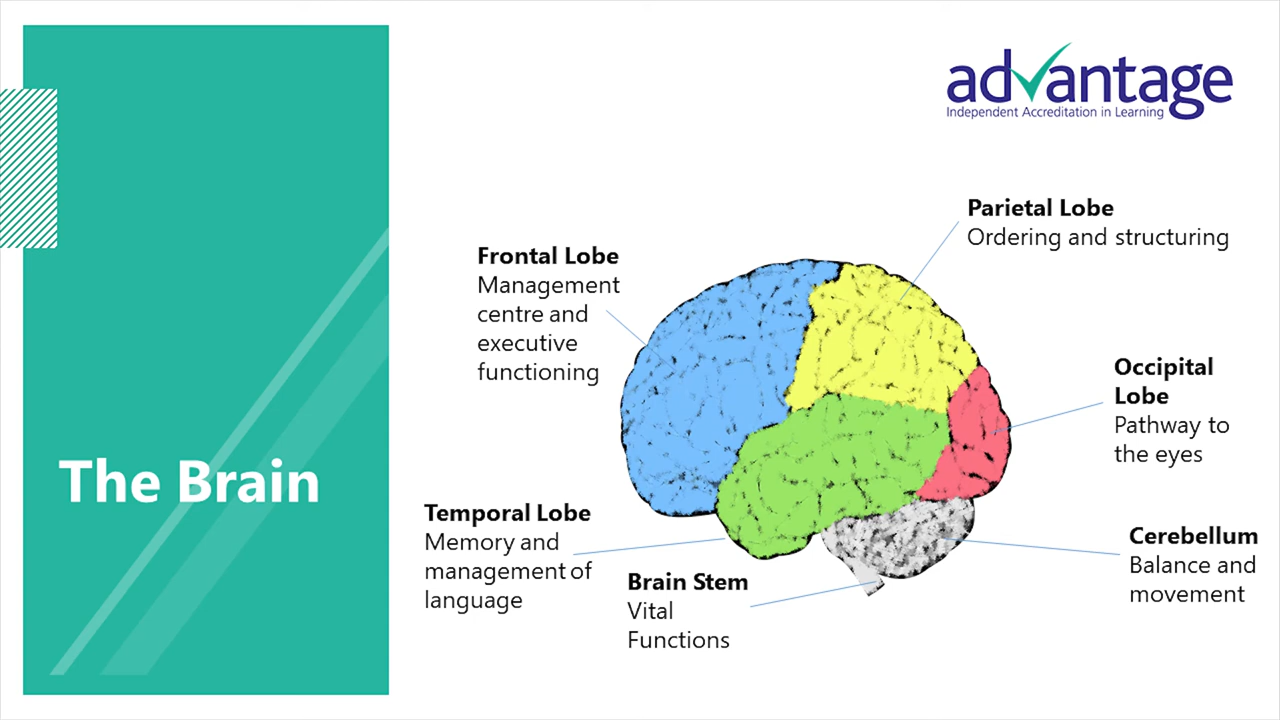 The Brain
advantage
Independent Accreditation in Learning
Parietal Lobe
Ordering and structuring
Frontal Lobe
Management
centre and
executive
functioning
Occipital
Lobe
Pathway to
the eyes
Temporal Lobe
Memory and
management of
language
Brain Stem
Vital
Functions
Cerebellum
Balance and
movement